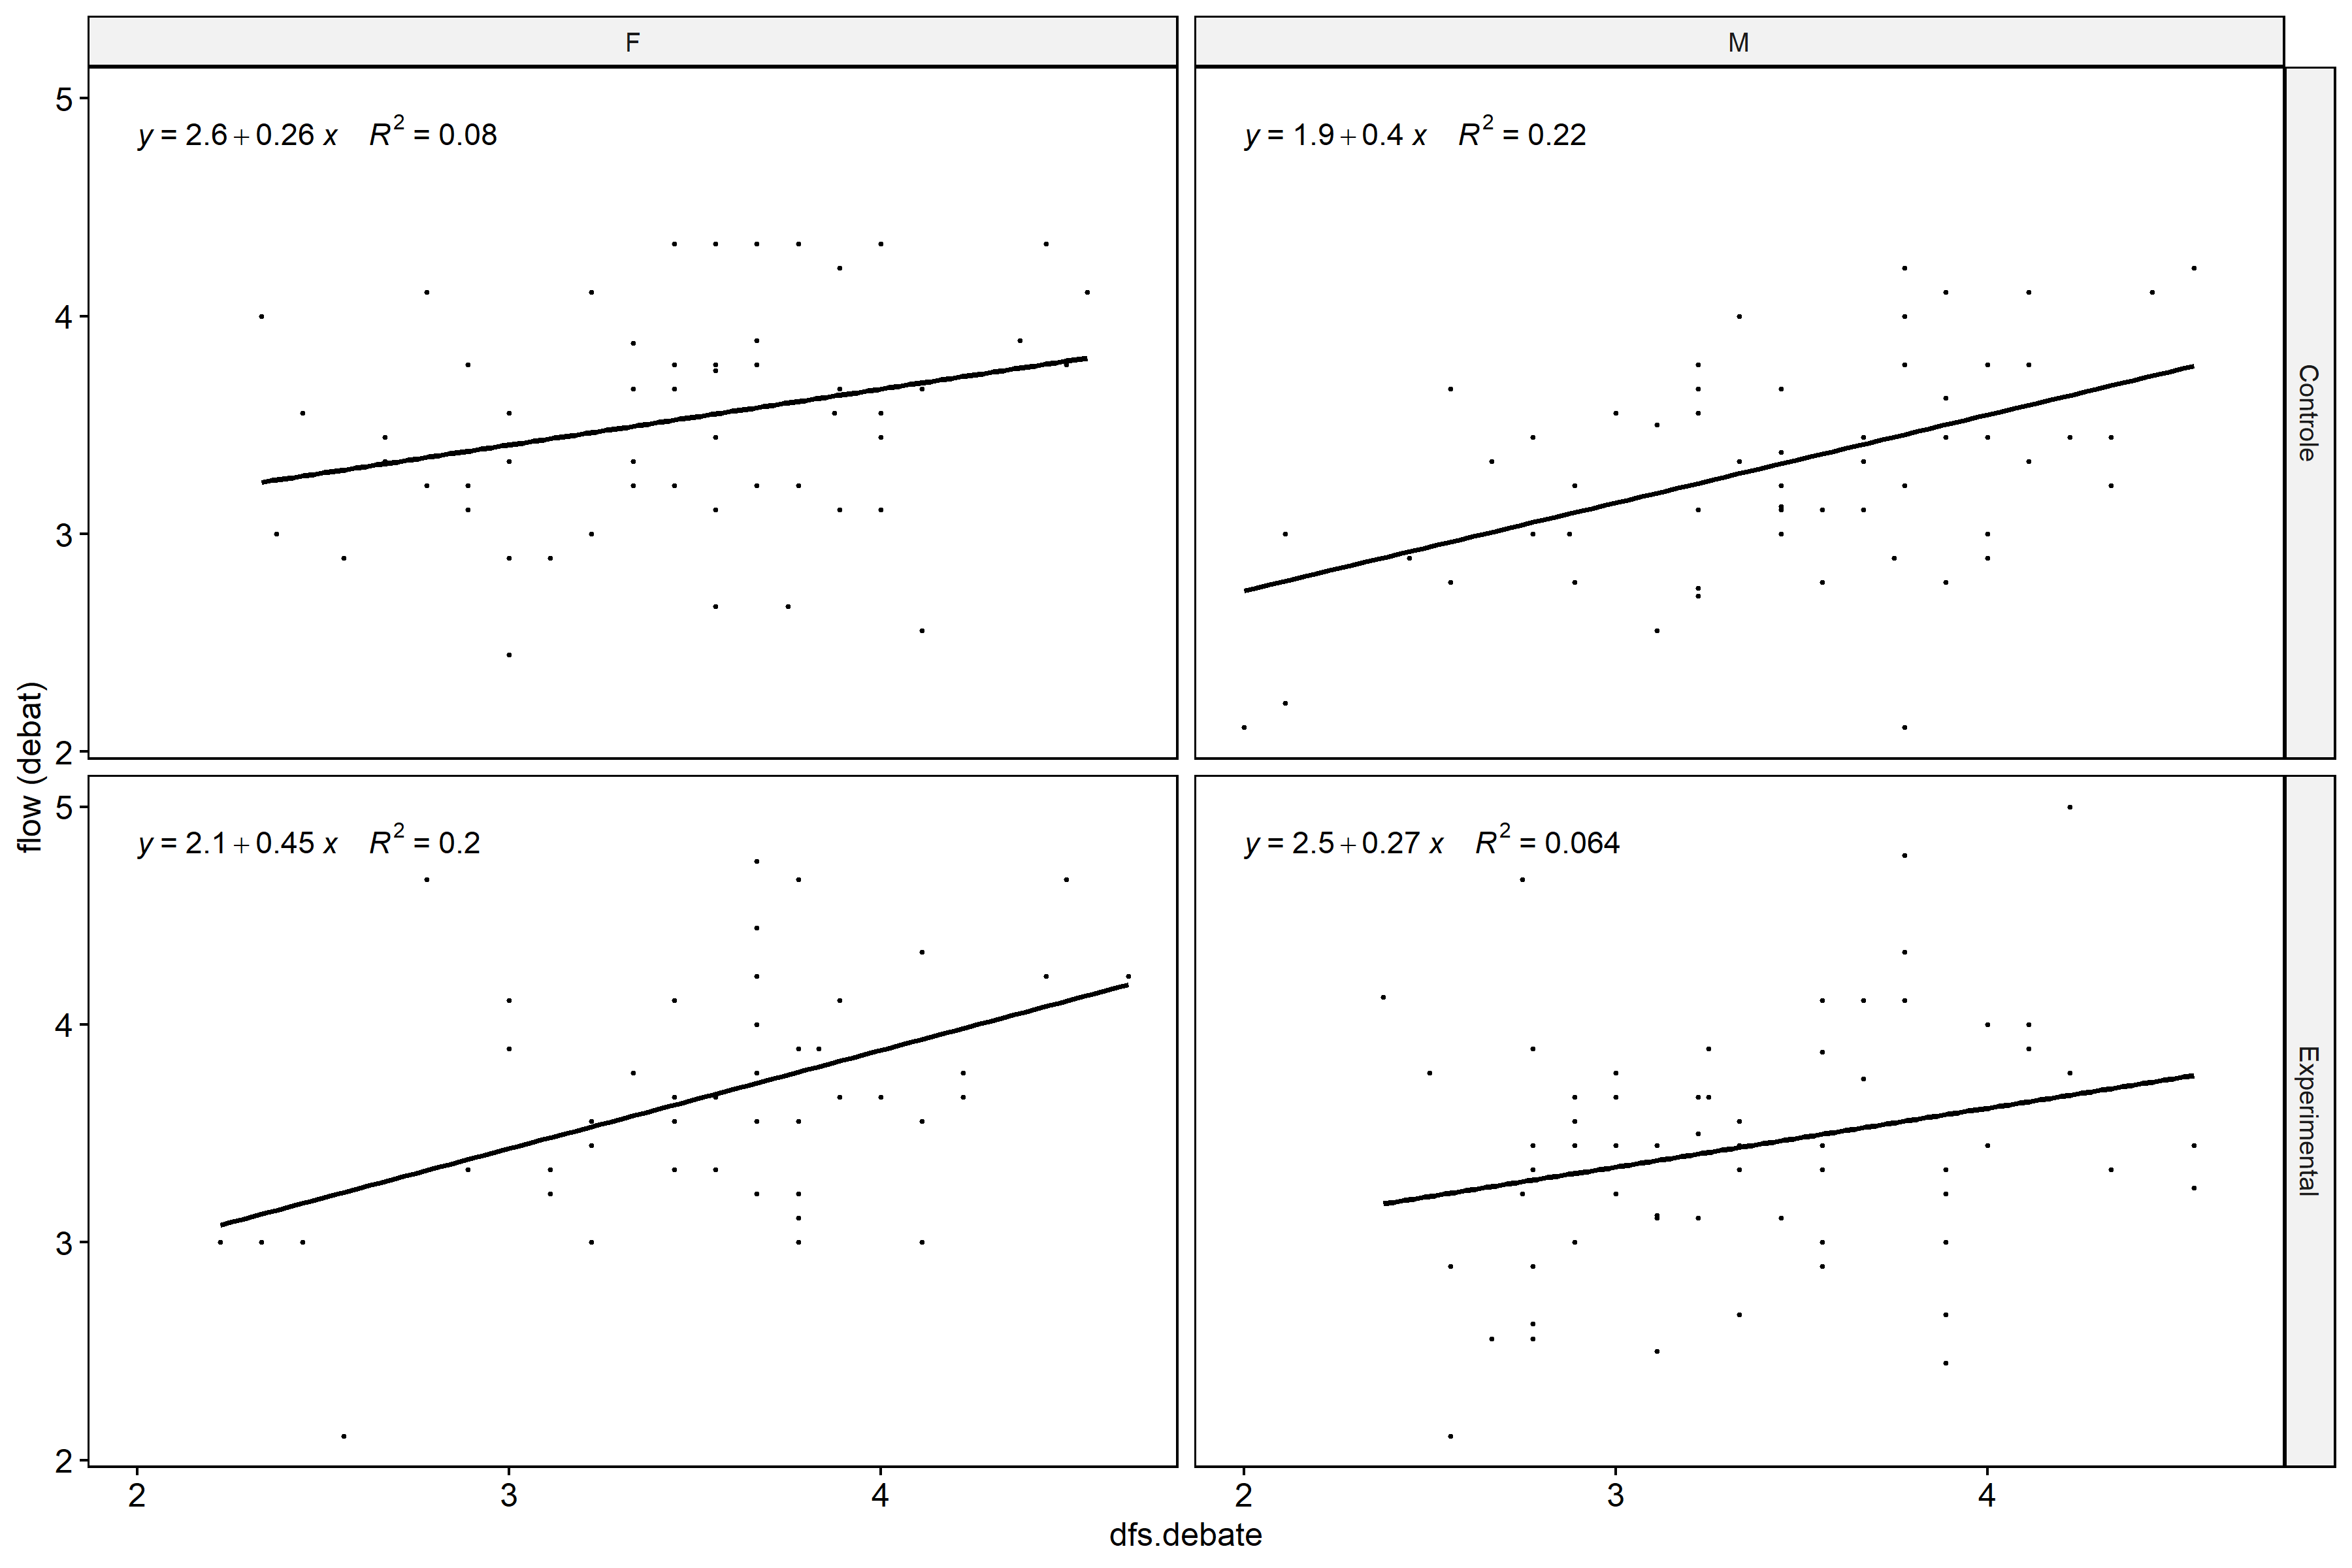 F
M
5
4
3
2
y = 2.6 + 0.26 x R² = 0.08
y = 1.9 + 0.4 x R² = 0.22
Controle
flow (debat)
5
4
3
2
y = 2.1 + 0.45 x R² = 0.2
y = 2.5 + 0.27 x R² = 0.064
Experimental
2 3 4
2 3 4
dfs.debate